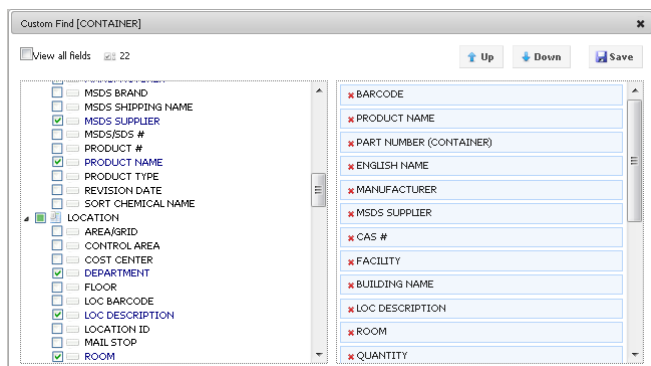 Custom Find [CONTAINER]
View all fields 22
Up Down Save
MSDS BRAND
MSDS SHIPPING NAME
MSDS SUPPLIER
MSDS/SDS #
PRODUCT #
PRODUCT NAME
PRODUCT TYPE
REVISION DATE
SORT CHEMICAL NAME
LOCATION
AREA/GRID
CONTROL AREA
COST CENTER
DEPARTMENT
FLOOR
LOC BARCODE
LOC DESCRIPTION
LOCATION ID
MAIL STOP
ROOM
BARCODE
PRODUCT NAME
PART NUMBER (CONTAINER)
ENGLISH NAME
MANUFACTURER
MSDS SUPPLIER
CAS #
FACILITY
BUILDING NAME
LOC DESCRIPTION
ROOM
QUANTITY